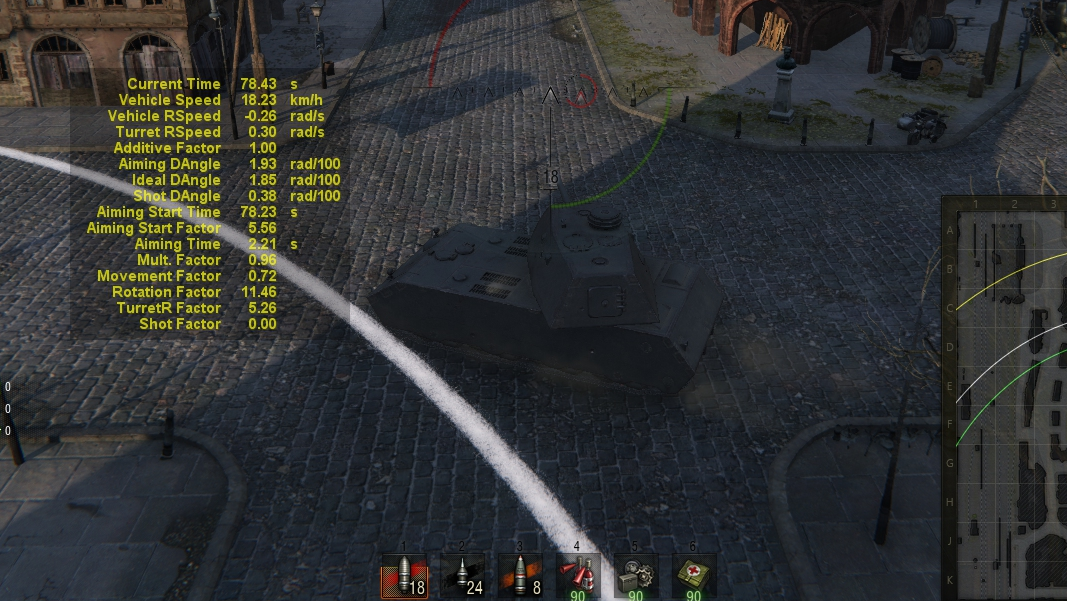 Current Time 78.43 s
Vehicle Speed 18.23 km/h
Vehicle RSpeed -0.26 rad/s
Turret RSpeed 0.30 rad/s
Additive Factor 1.00
Aiming DAngle 1.93 rad/100
Ideal DAngle 1.85 rad/100
Shot DAngle 0.38 rad/100
Aiming Start Time 78.23 s
Aiming Start Factor 5.56
Aiming Time 2.21 s
Mult. Factor 0.96
Movement Factor 0.72
Rotation Factor 11.46
TurretR Factor 5.26
Shot Factor 0.00
18
1 2 3
A
B
C
D
E
F
G
H
J
K
0
0
0
1 2 3 4 5 6
18 24 8 90 90 90